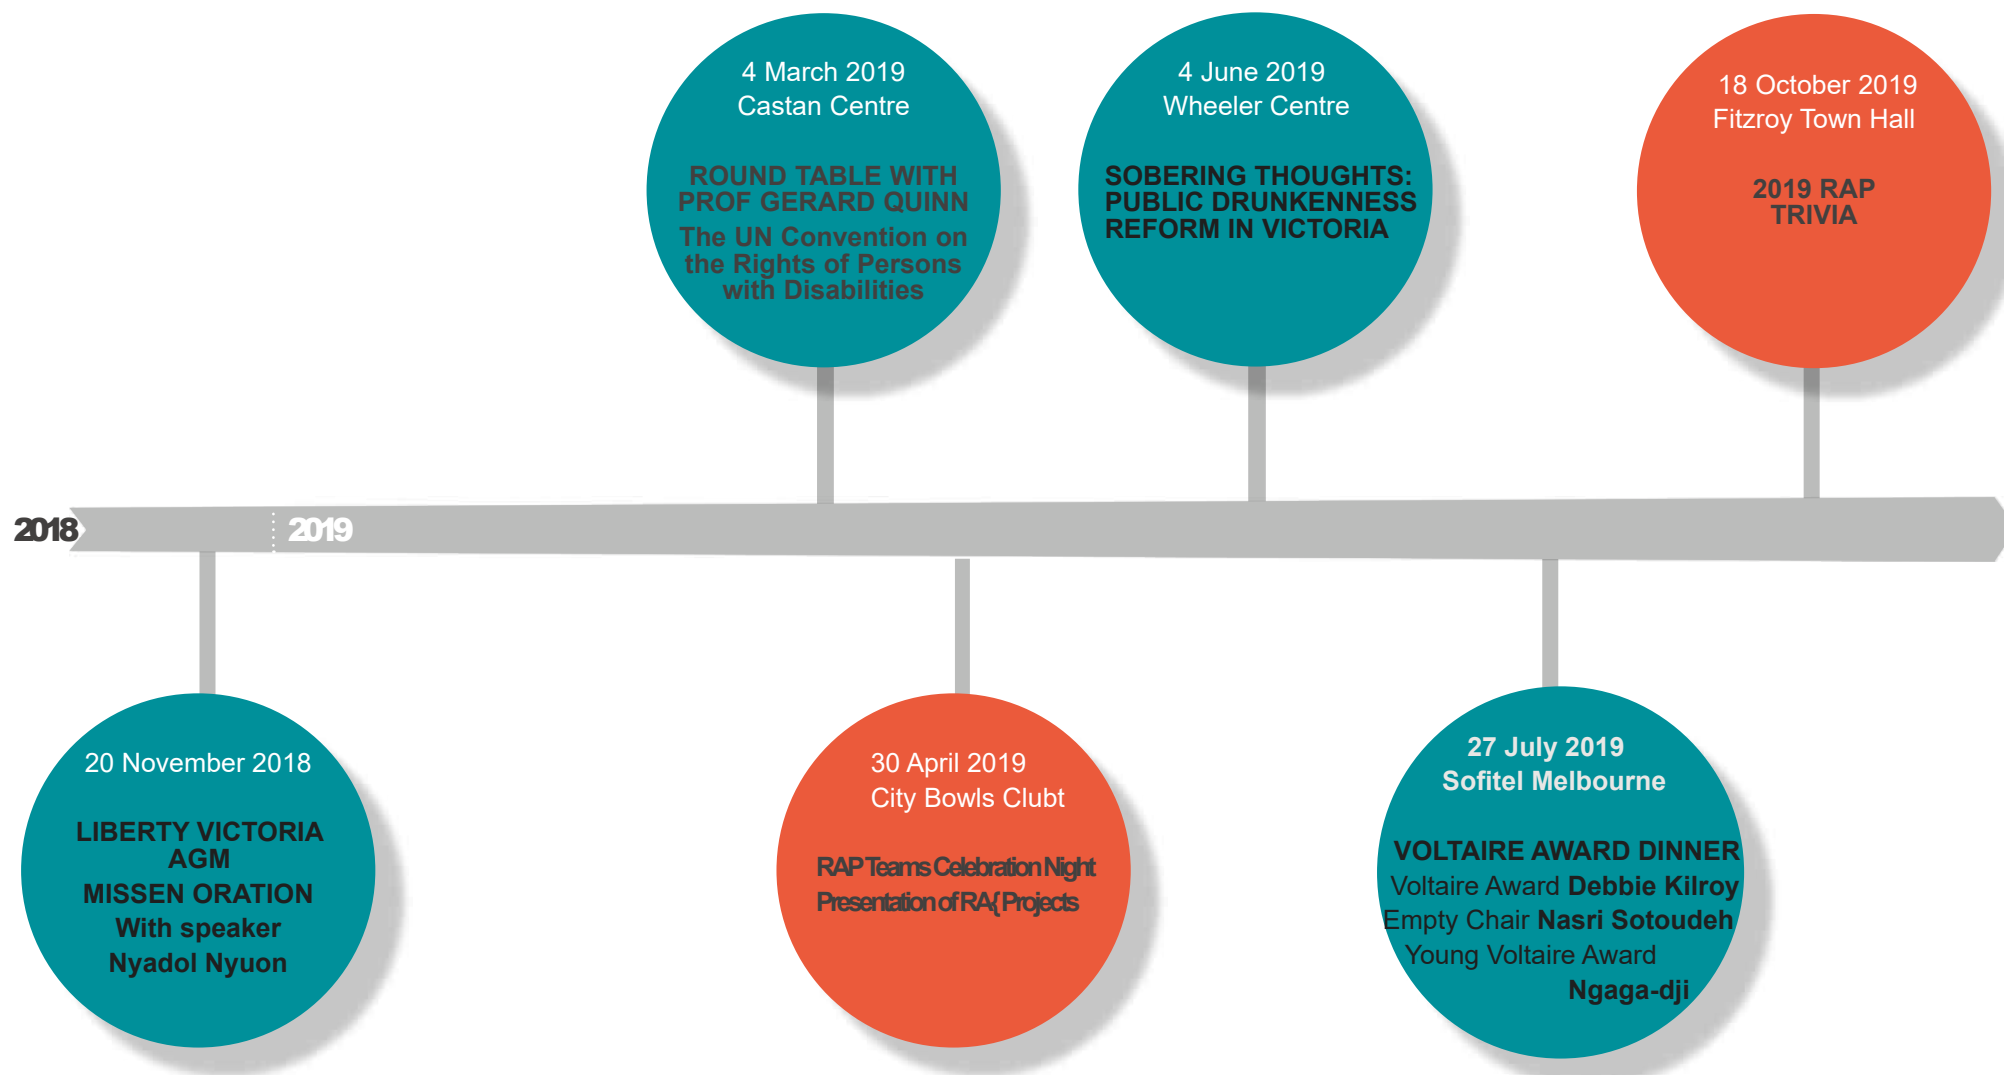 4 March 2019
Castan Centre
ROUND TABLE WITH
PROF GERARD QUINN
The UN Convention on
the Rights of Persons
with Disabilities
4 June 2019
Wheeler Centre
SOBERING THOUGHTS:
PUBLIC DRUNKENNESS
REFORM IN VICTORIA
18 October 2019
Fitzroy Town Hall
2019 RAP
TRIVIA
2018
2019
20 November 2018
LIBERTY VICTORIA
AGM
MISSEN ORATION
With speaker
Nyadol Nyuon
30 April 2019
City Bowls Clubt
RAP Teams Celebration Night
Presentation of RA{ Projects
27 July 2019
Sofitel Melbourne
VOLTAIRE AWARD DINNER
Voltaire Award Debbie Kilroy
Empty Chair Nasri Sotoudeh
Young Voltaire Award
Ngaga-dji